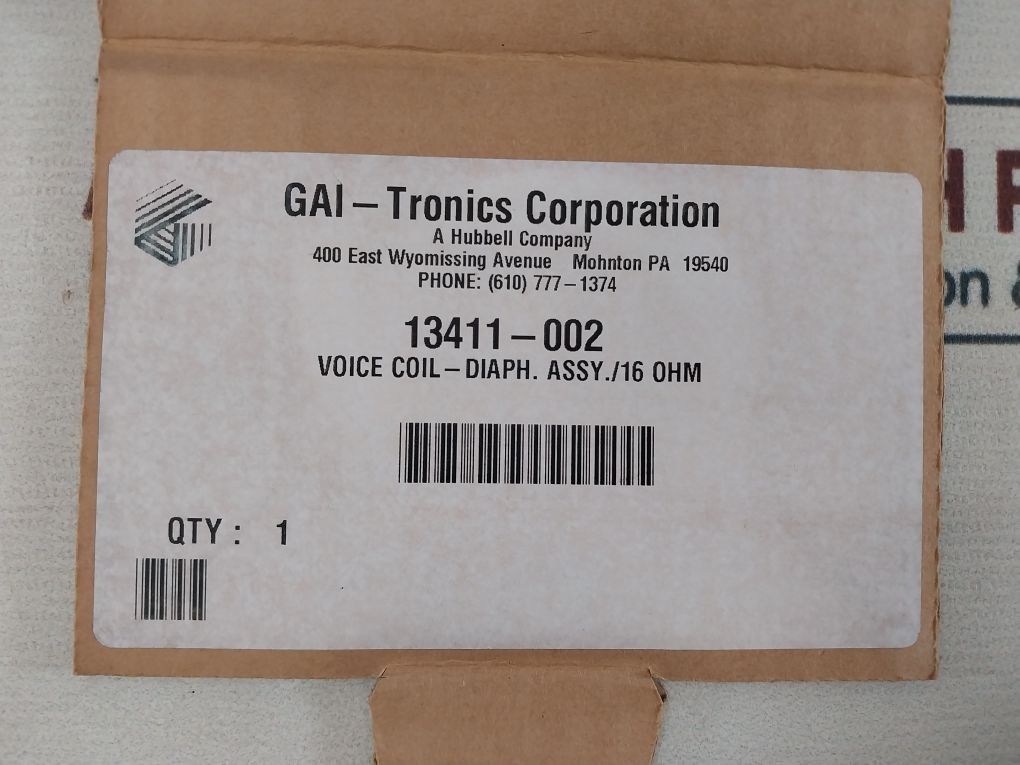 GAI-Tronics Corporation
A Hubbell Company
400 East Wyomissing Avenue Mohnton PA 19540
PHONE: (610) 777-1374
13411-002
VOICE COIL-DIAPH. ASSY./16 OHM
QTY: 1